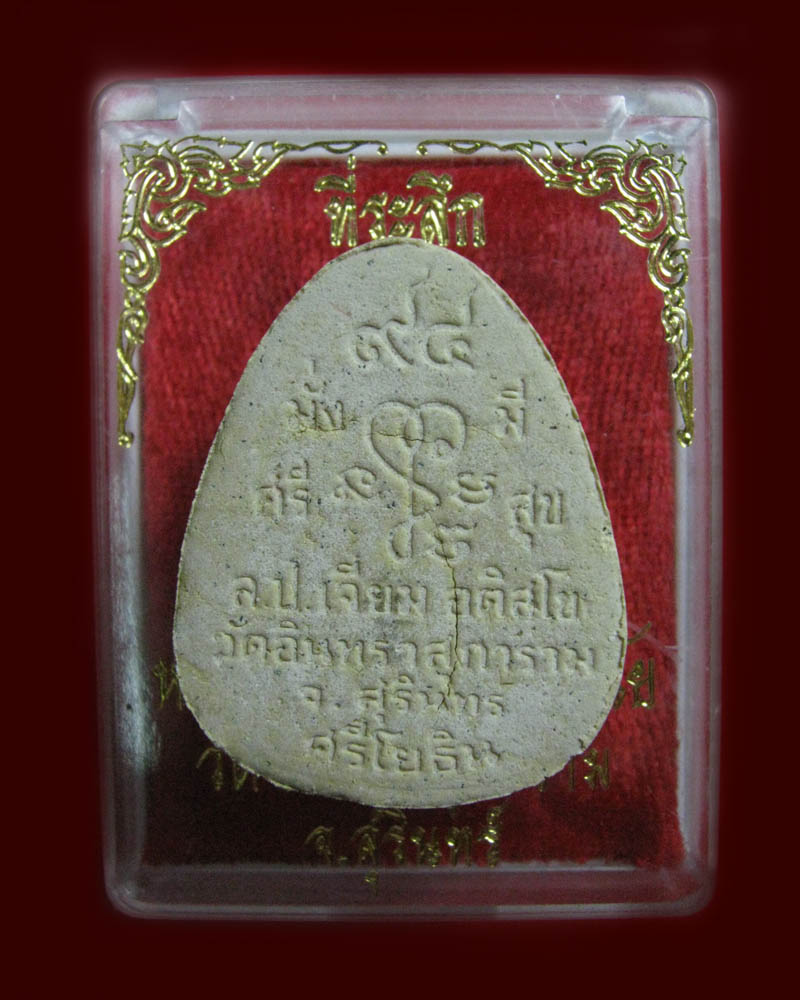 ที่ระลึก
๙๔
มั่ง มี
ศรี สุข
ล.ป.เจียม อติสโย
วัดอินทราสุการาม
จ. สุรินทร์
ศรีโยธิน
จ.สุรินทร์